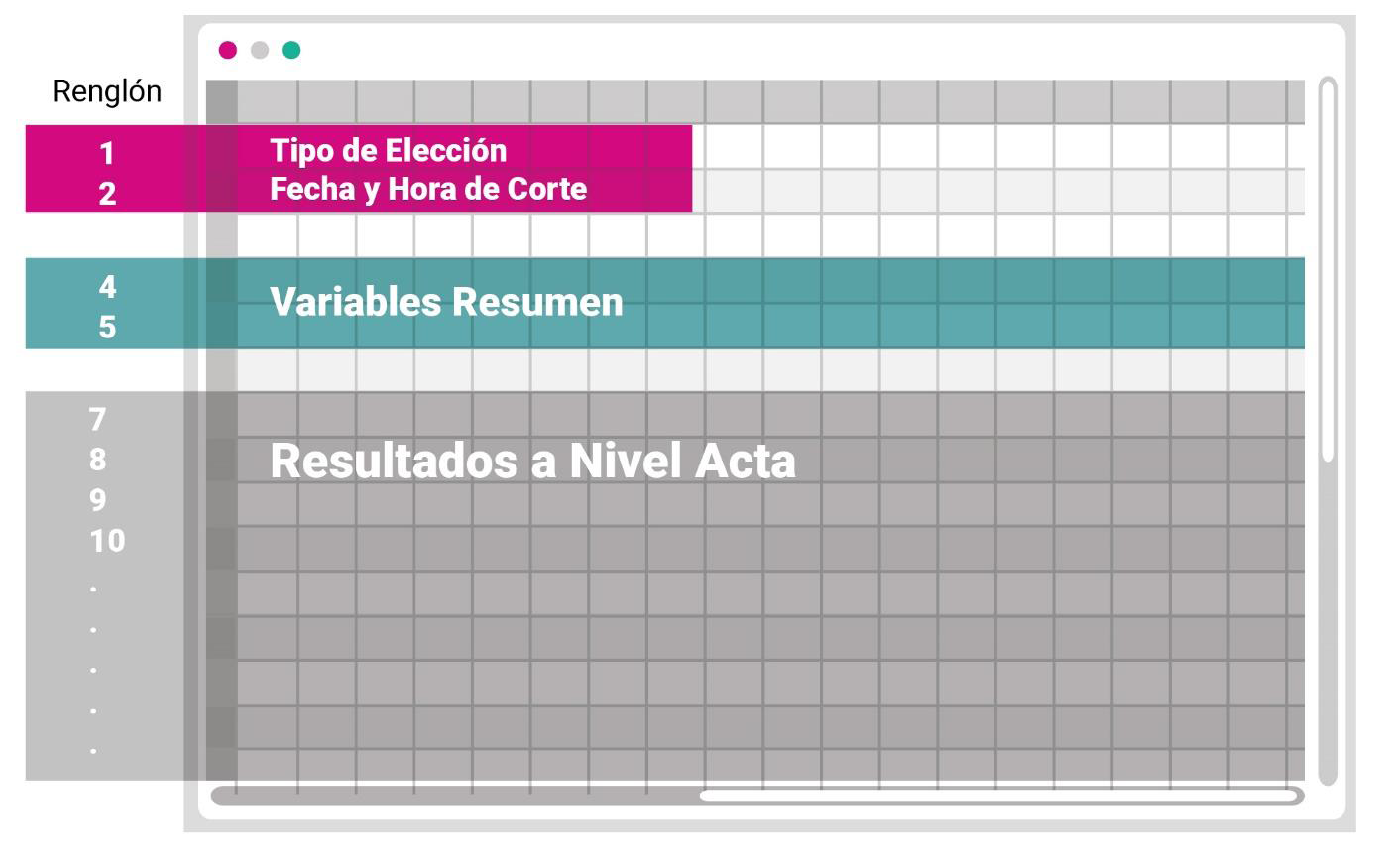 Renglón
1 Tipo de Elección
2 Fecha y Hora de Corte
4
Variables Resumen
5
7
8 Resultados a Nivel Acta
9
10
.
.
.
.
.